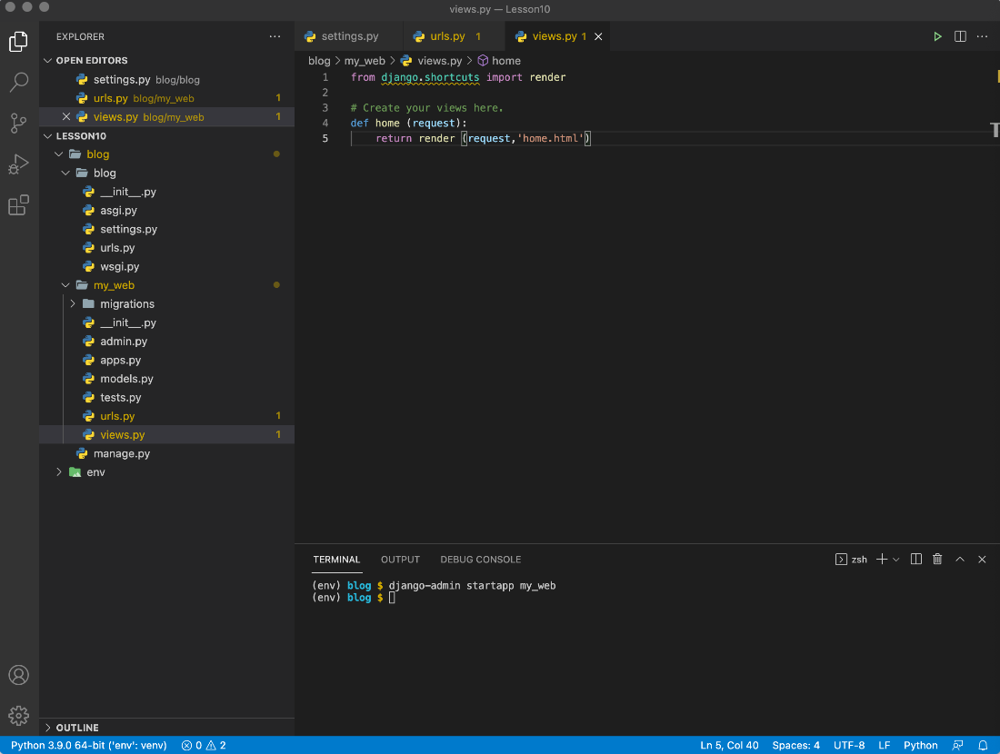 views.py — Lesson10
EXPLORER ...
OPEN EDITORS
settings.py blog/blog
urls.py blog/my_web 1
views.py blog/my_web 1
LESSON10
blog
blog
__init__.py
asgi.py
settings.py
urls.py
wsgi.py
my_web
migrations
__init__.py
admin.py
apps.py
models.py
tests.py
urls.py 1
views.py 1
manage.py
env
OUTLINE
settings.py urls.py 1 views.py 1
blog > my_web > views.py > home
1 from django.shortcuts import render
2
3 # Create your views here.
4 def home (request):
5 return render (request,'home.html')
TERMINAL OUTPUT DEBUG CONSOLE zsh
(env) blog $ django-admin startapp my_web
(env) blog $
Python 3.9.0 64-bit ('env': venv) 0 2 Ln 5, Col 40 Spaces: 4 UTF-8 LF Python